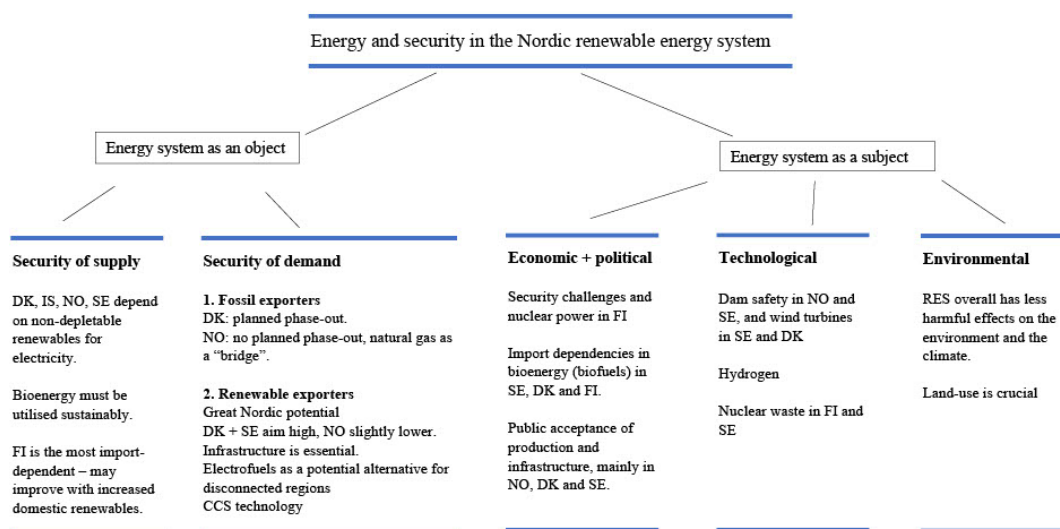 Energy and security in the Nordic renewable energy system
Energy system as an object
Energy system as a subject
Security of supply
DK, IS, NO, SE depend
on non-depletable
renewables for
electricity.
Bioenergy must be
utilised sustainably.
FI is the most import-
dependent – may
improve with increased
domestic renewables.
Security of demand
1. Fossil exporters
DK: planned phase-out.
NO: no planned phase-out, natural gas as
a “bridge”.
2. Renewable exporters
Great Nordic potential
DK + SE aim high, NO slightly lower.
Infrastructure is essential.
Electrofuels as a potential alternative for
disconnected regions
CCS technology
Economic + political
Security challenges and
nuclear power in FI
Import dependencies in
bioenergy (biofuels) in
SE, DK and FI.
Public acceptance of
production and
infrastructure, mainly in
NO, DK and SE.
Technological
Dam safety in NO and
SE, and wind turbines
in SE and DK
Hydrogen
Nuclear waste in FI and
SE
Environmental
RES overall has less
harmful effects on the
environment and the
climate.
Land-use is crucial